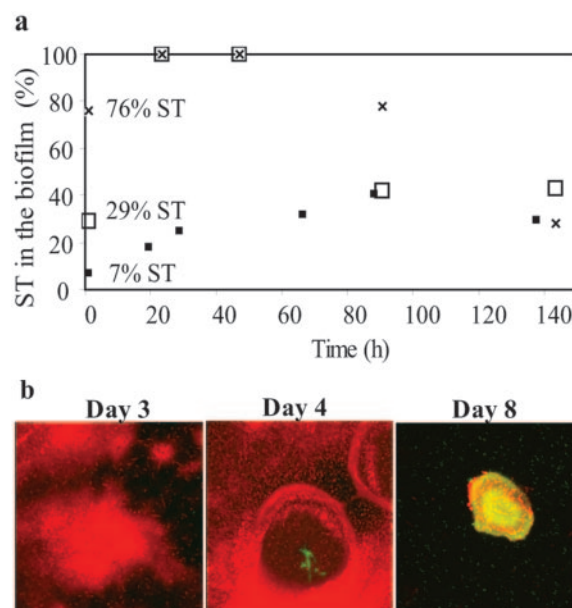 a
ST in the biofilm (%)
100
80
60
40
20
0
76% ST
29% ST
7% ST
0 20 40 60 80 100 120 140
Time (h)
b
Day 3 Day 4 Day 8